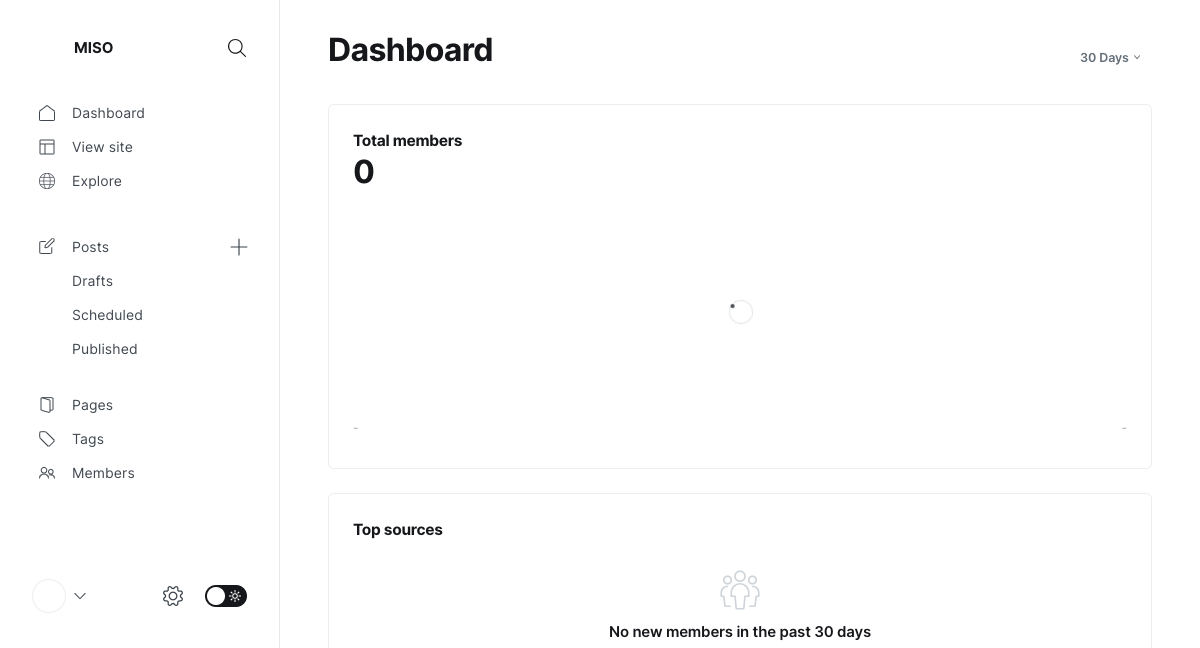 MISO
Dashboard
View site
Explore
Posts
Drafts
Scheduled
Published
Pages
Tags
Members
Dashboard
30 Days
Total members
0
-
-
Top sources
No new members in the past 30 days